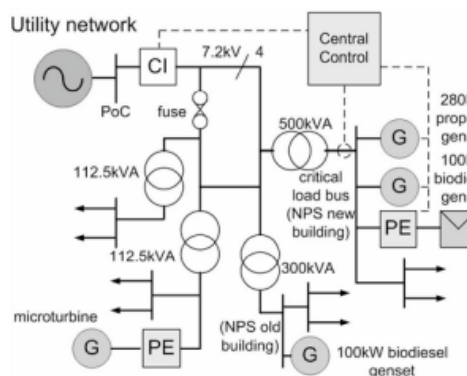 Utility network
CI
7.2kV
4
Central
Control
PoC
fuse
500kVA
G
112.5kVA
critical
load bus
(NPS new
building)
G
PE
112.5kVA
300kVA
microturbine
G
PE
(NPS old
building)
G
100kW biodiesel
genset